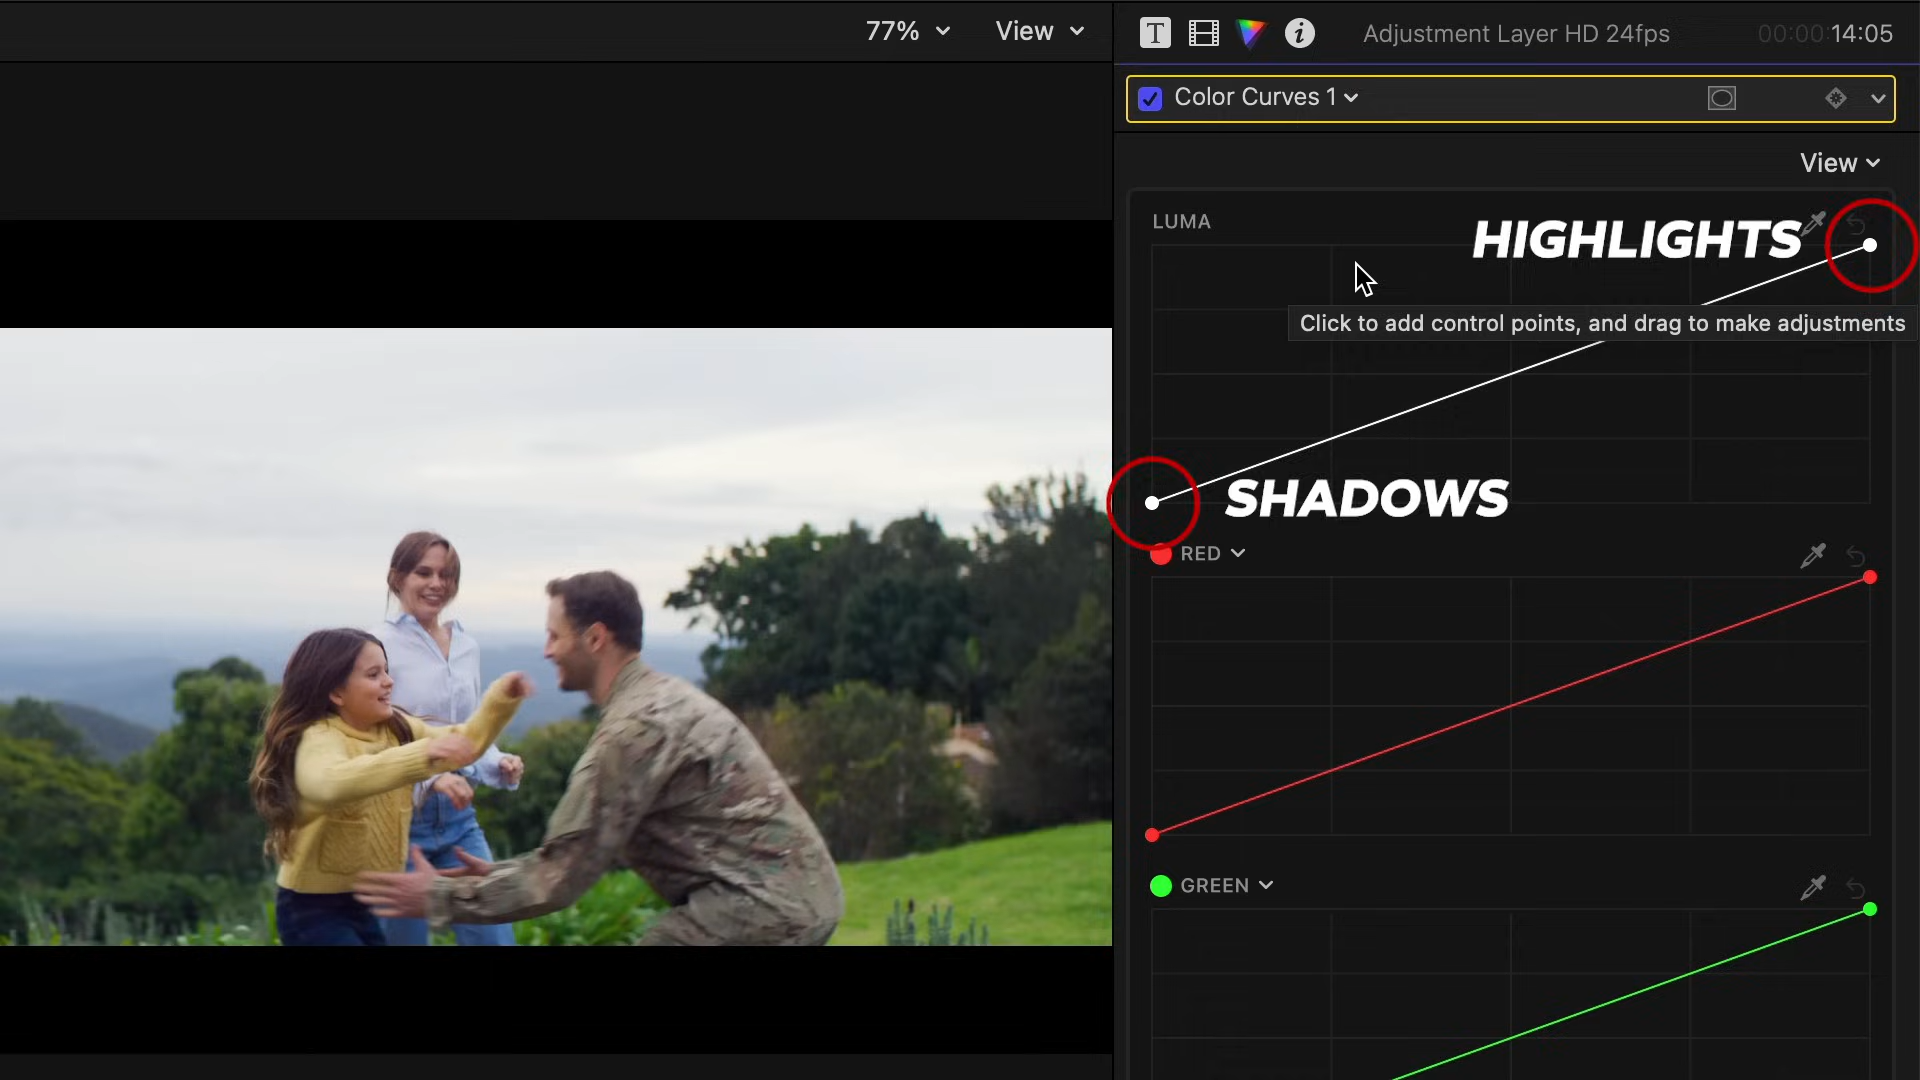 77% View
T i Adjustment Layer HD 24fps 00:00:14:05
Color Curves 1
View
LUMA
HIGHLIGHTS
Click to add control points, and drag to make adjustments
SHADOWS
RED
GREEN